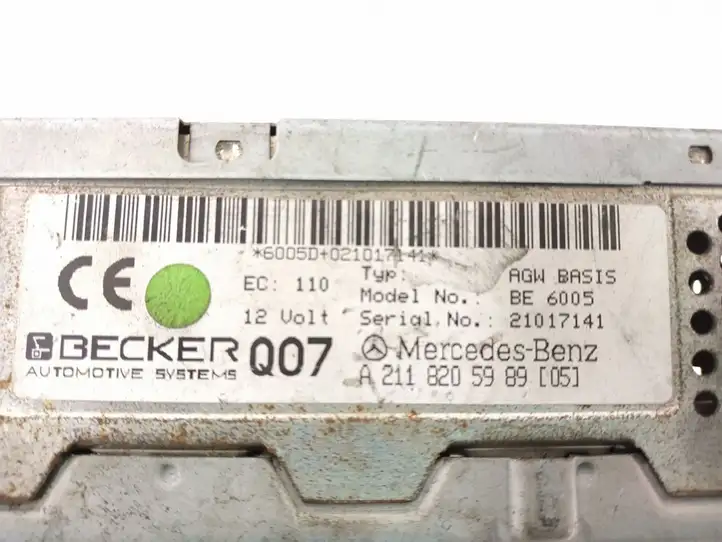 *6005D+021017141*
CE
EC: 110
12 Volt
Typ: AGW BASIS
Model No.: BE 6005
Serial.No.: 21017141
BECKER Q07
AUTOMOTIVE SYSTEMS
Mercedes-Benz
A 211 820 59 89 [05]